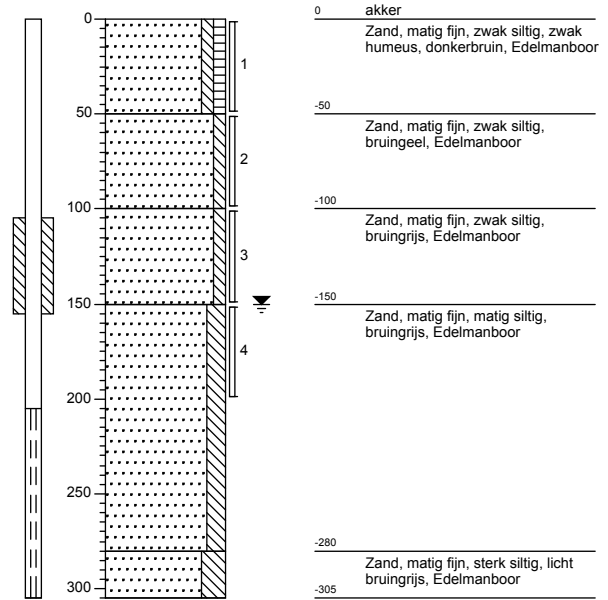 0
50
100
150
200
250
300
1
2
3
4
0
akker
Zand, matig fijn, zwak siltig, zwak
humeus, donkerbruin, Edelmanboor
-50
Zand, matig fijn, zwak siltig,
bruingeel, Edelmanboor
-100
Zand, matig fijn, zwak siltig,
bruingrijs, Edelmanboor
-150
Zand, matig fijn, matig siltig,
bruingrijs, Edelmanboor
-280
Zand, matig fijn, sterk siltig, licht
bruingrijs, Edelmanboor
-305